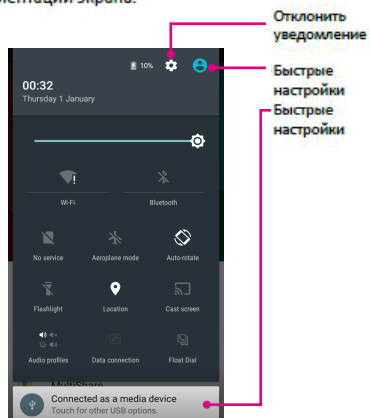 Отклонить
уведомление
10%
Быстрые
настройки
00:32
Thursday 1 January
Быстрые
настройки
Wi-Fi
Bluetooth
No service
Aeroplane mode
Auto-rotate
Flashlight
Location
Cast screen
Audio profiles
Data connection
Float Dial
MultiShare
Connected as a media device
Touch for other USB options.